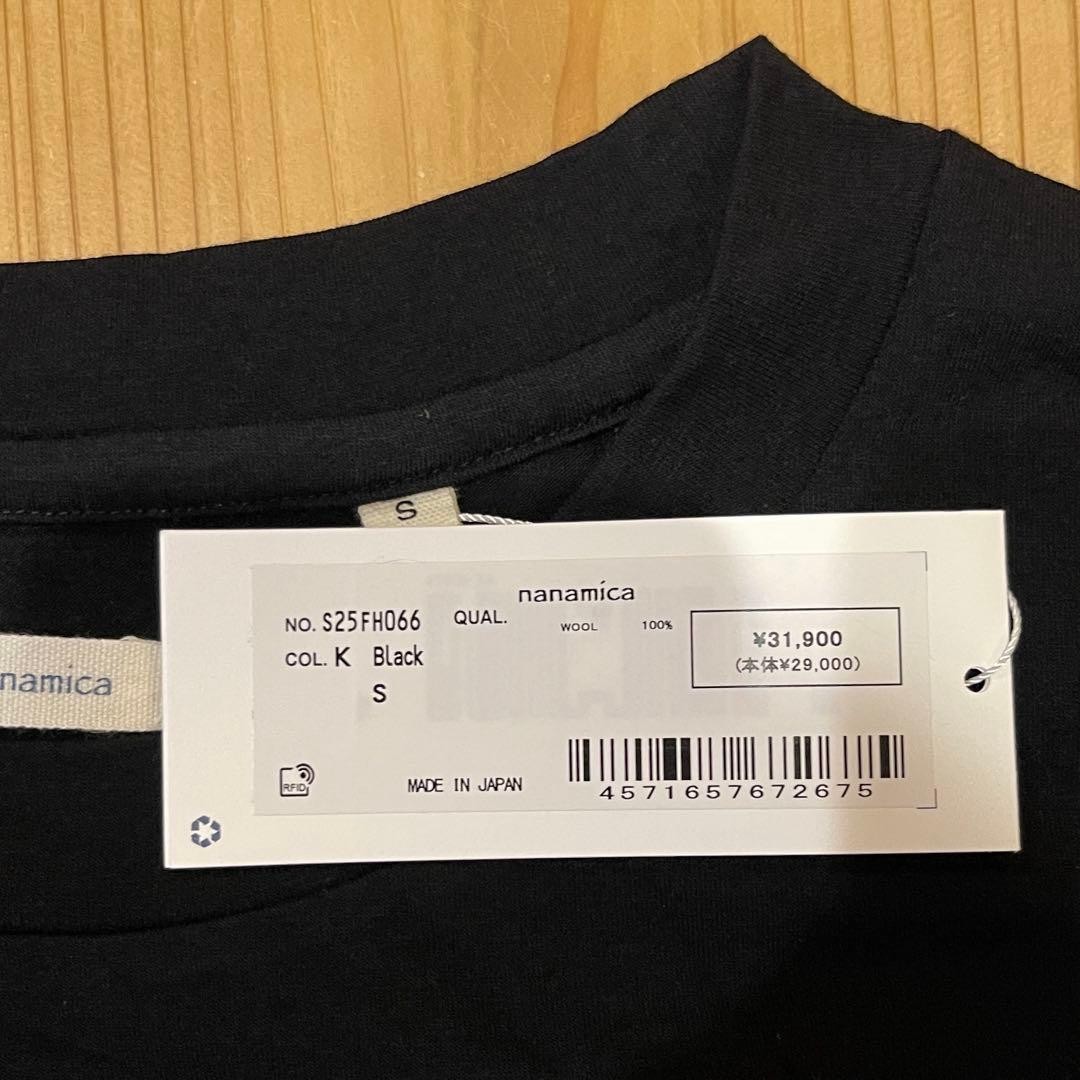 S
namica
nanamica
NO. S25FH066 QUAL. WOOL 100%
COL. K Black
S
¥31,900
(本体¥29,000)
RFID
MADE IN JAPAN
4571657672675